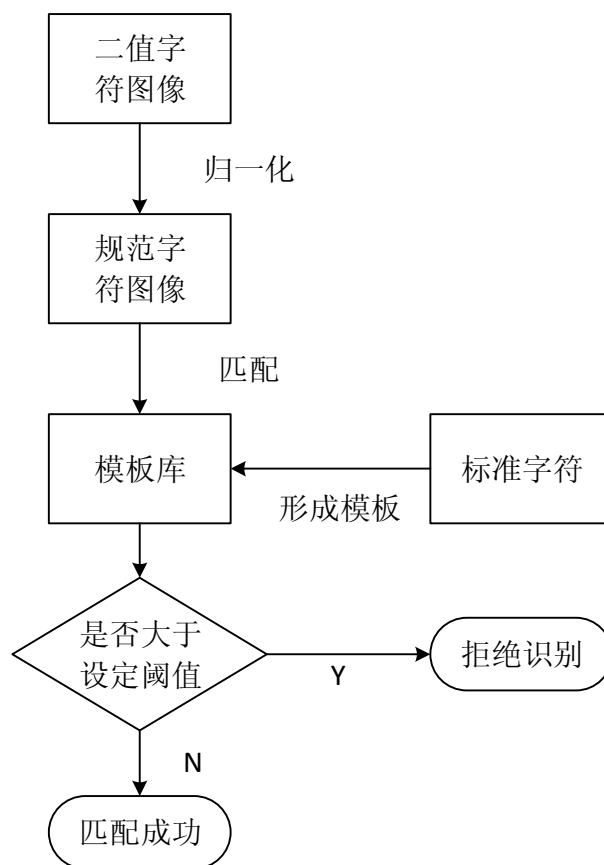 二值字
符图像
归一化
规范字
符图像
匹配
模板库
标准字符
形成模板
是否大于
设定阈值
Y
拒绝识别
N
匹配成功